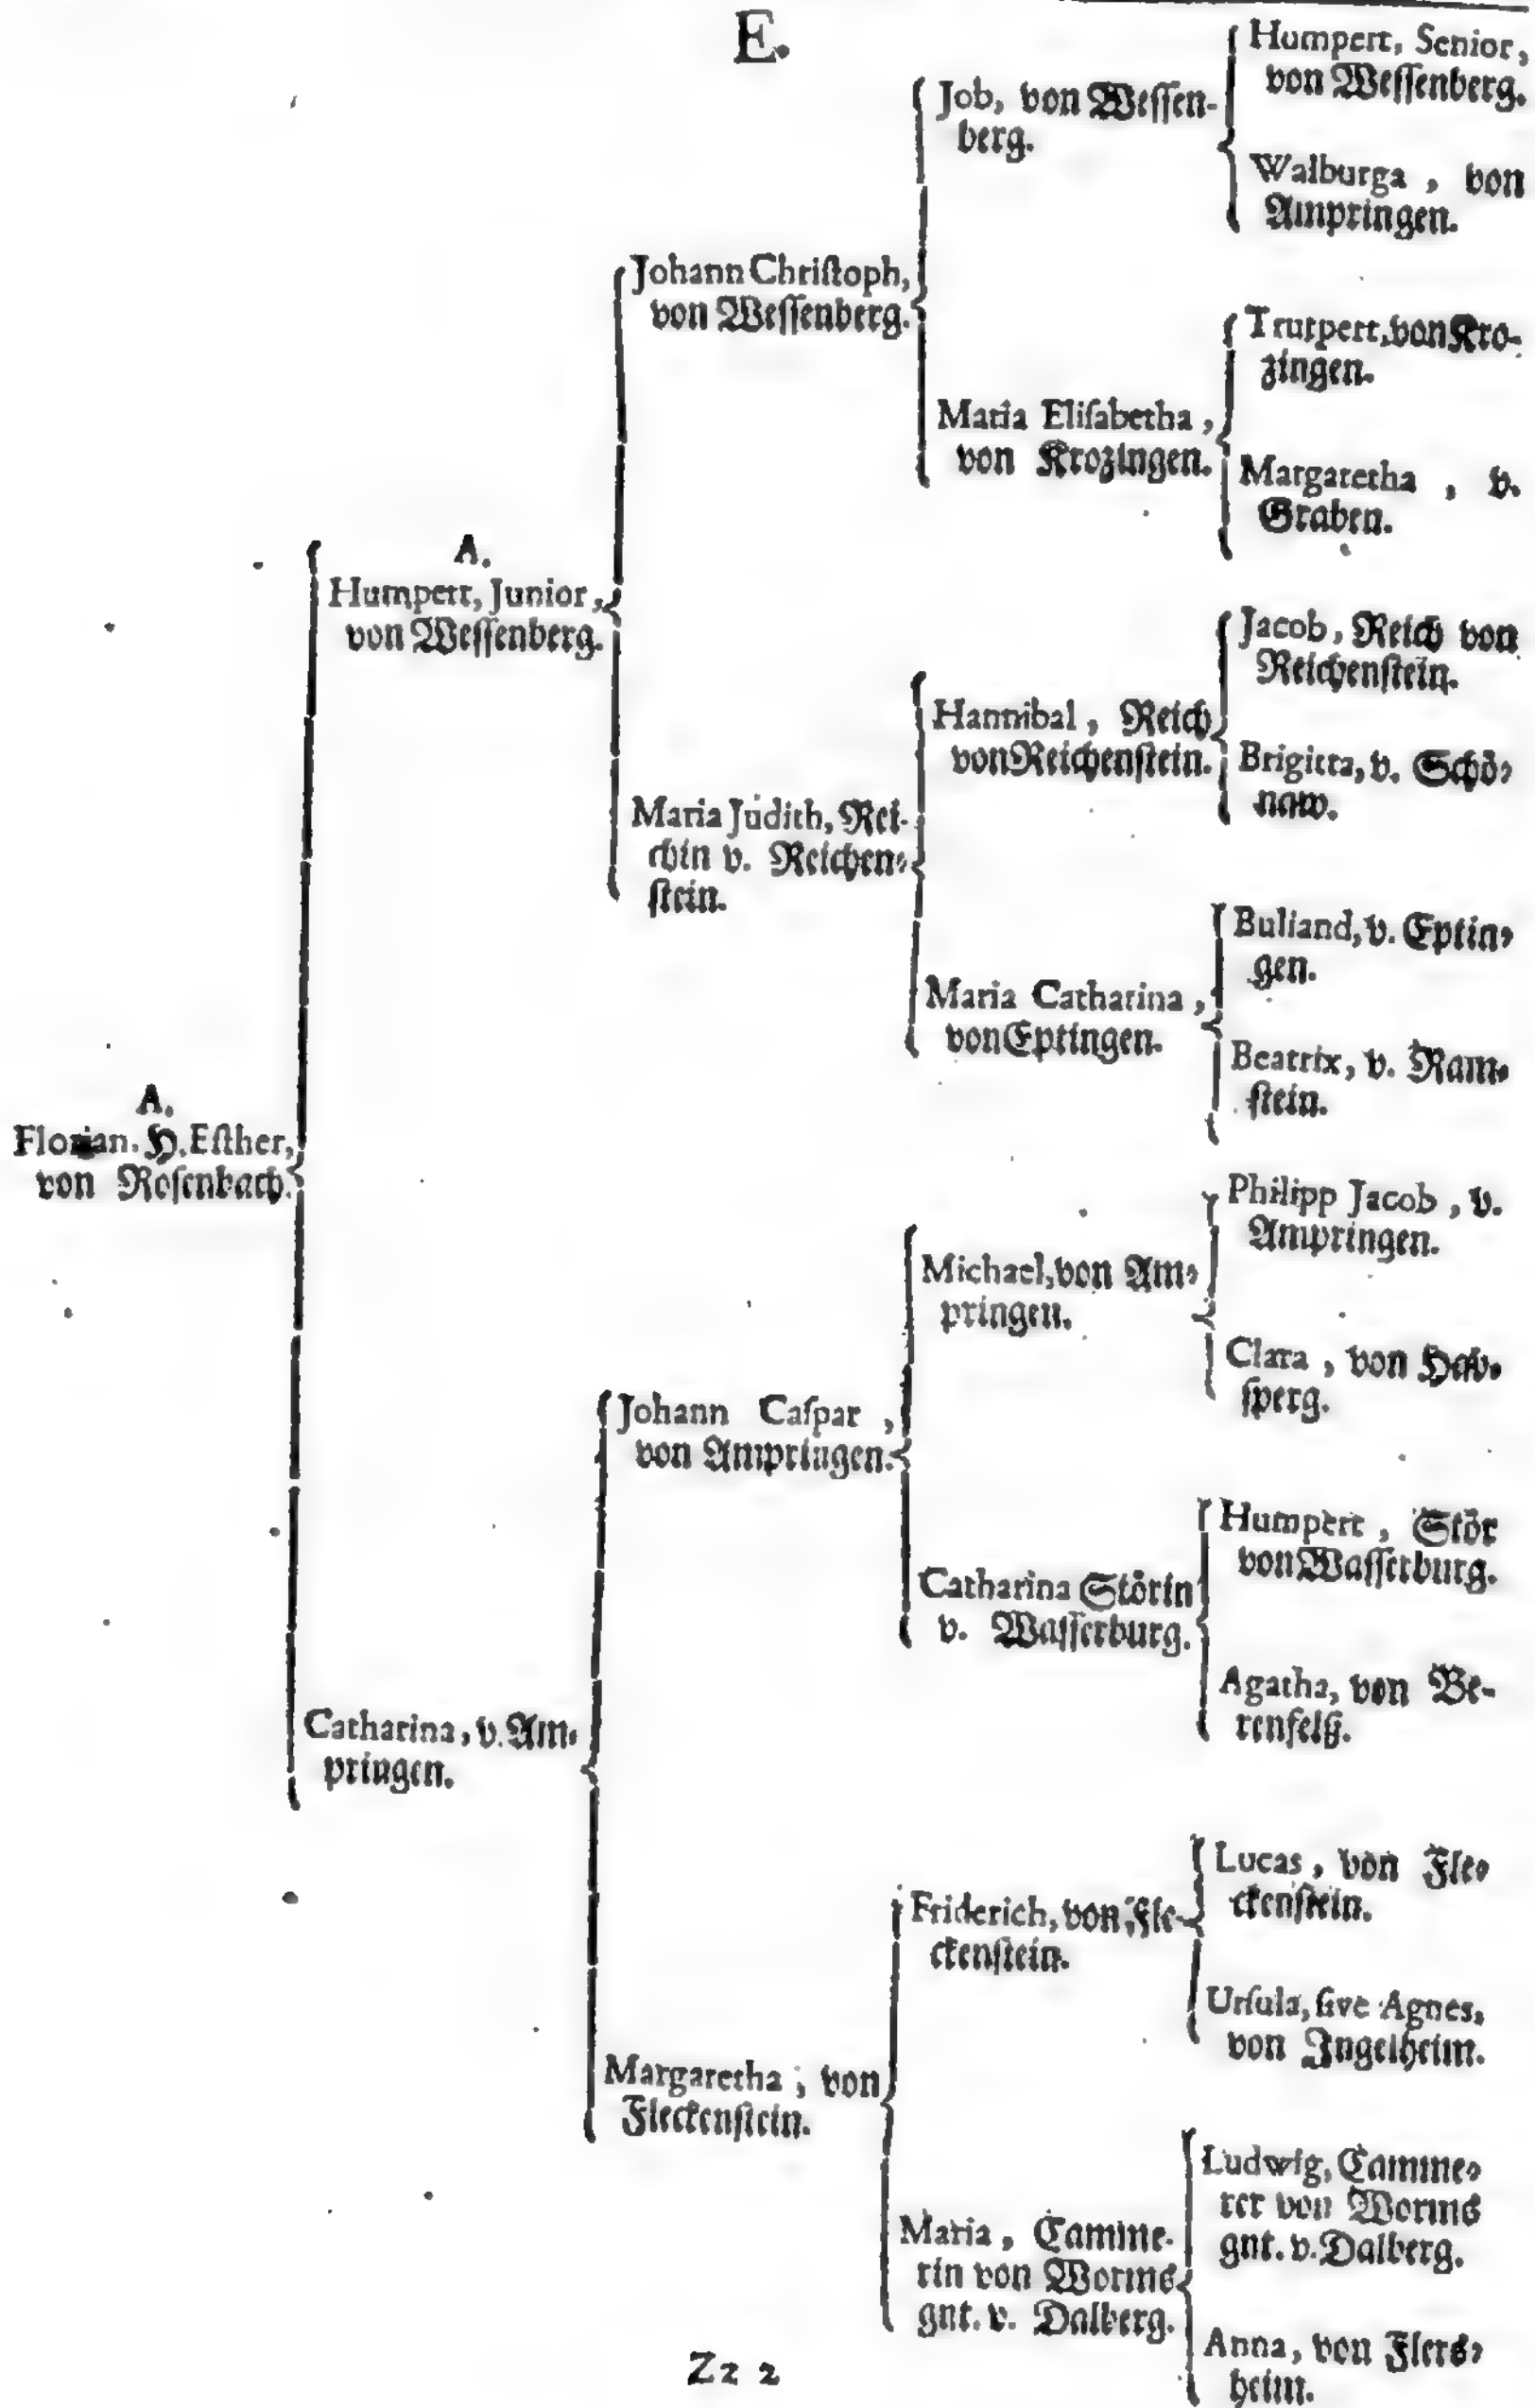 E.
A.
Florian. H. Eſther,
von Roſenbach.
A.
Humpert, Junior,
von Weſſenberg.
Catharina, v. Am-
pringen.
Johann Chriſtoph,
von Weſſenberg.
Maria Judith, Rei-
chin v. Reichen-
ſtein.
Johann Caſpar,
von Ampringen.
Margaretha, von
Fleckenſtein.
Job, von Weſſen-
berg.
Maria Eliſabetha,
von Krozingen.
Hannibal, Reich
von Reichenſtein.
Maria Catharina,
von Eptingen.
Michael, von Am-
pringen.
Catharina Störin
v. Waſſerburg.
Friderich, von Fle-
ckenſtein.
Maria, Camme-
rin von Worms
gnt. v. Dalberg.
Humpert, Senior,
von Weſſenberg.
Walburga, von
Ampringen.
Trutpert, von Kro-
zingen.
Margaretha, v.
Graben.
Jacob, Reich von
Reichenſtein.
Brigitta, v. Schö-
naw.
Buliand, v. Eptin-
gen.
Beatrix, v. Ram-
ſtein.
Philipp Jacob, v.
Ampringen.
Clara, von Hab-
ſperg.
Humpert, Stör
von Waſſerburg.
Agatha, von Be-
renfelß.
Lucas, von Fle-
ckenſtein.
Urſula, ſive Agnes,
von Ingelheim.
Ludwig, Camme-
rer von Worms
gnt. v. Dalberg.
Anna, von Flers-
heim.
Zz 2